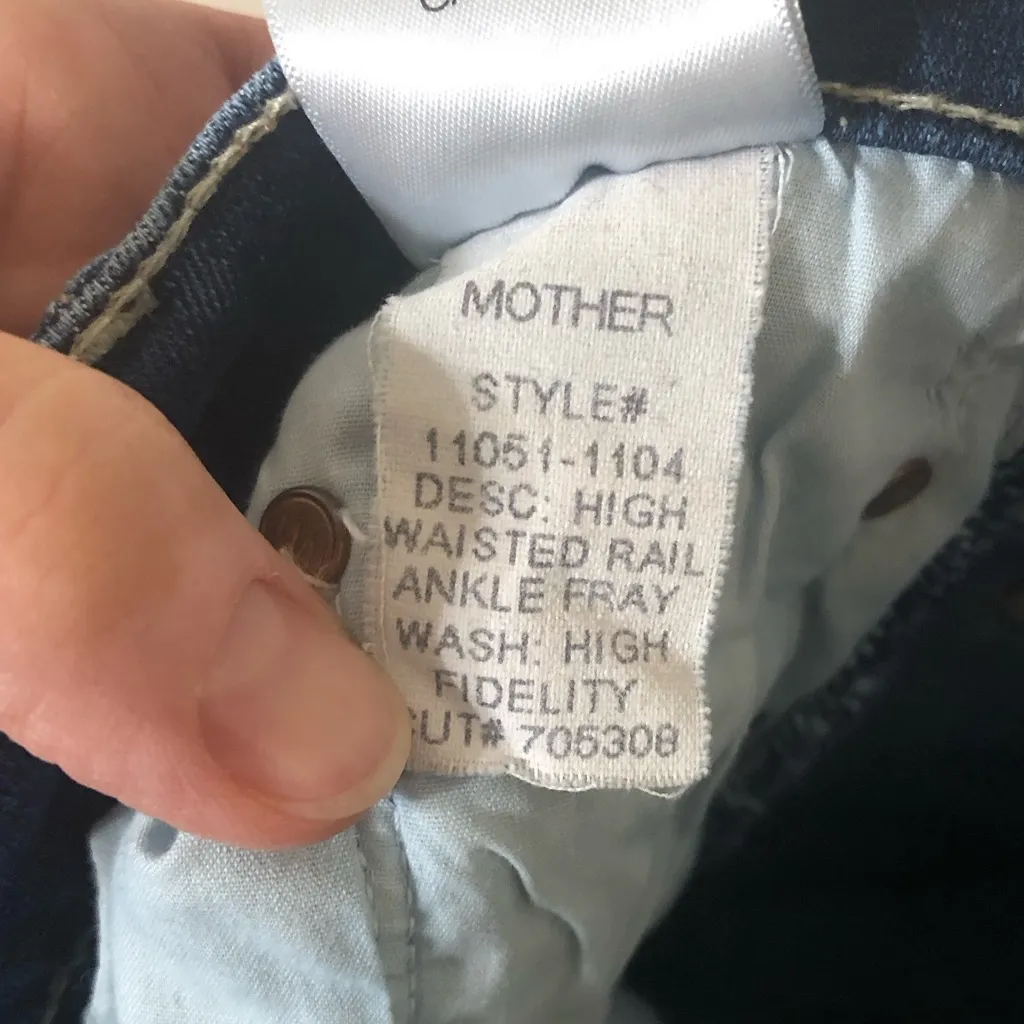 MOTHER
STYLE#
11051-1104
DESC: HIGH
WAISTED RAIL
ANKLE FRAY
WASH: HIGH
FIDELITY
CUT# 705308